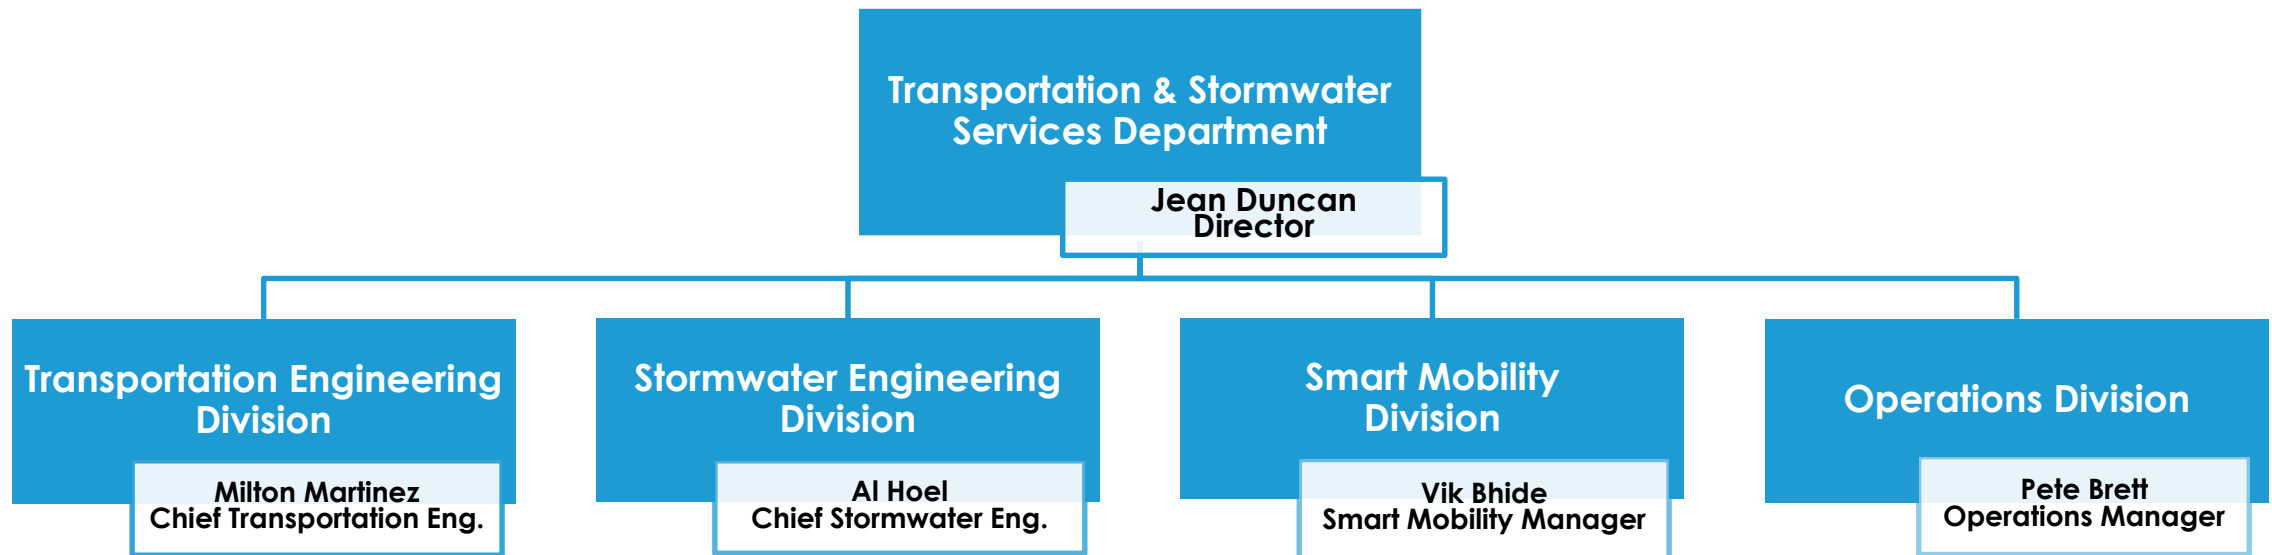 Transportation & Stormwater
Services Department
Jean Duncan
Director
Transportation Engineering
Division
Milton Martinez
Chief Transportation Eng.
Stormwater Engineering
Division
Al Hoel
Chief Stormwater Eng.
Smart Mobility
Division
Vik Bhide
Smart Mobility Manager
Operations Division
Pete Brett
Operations Manager